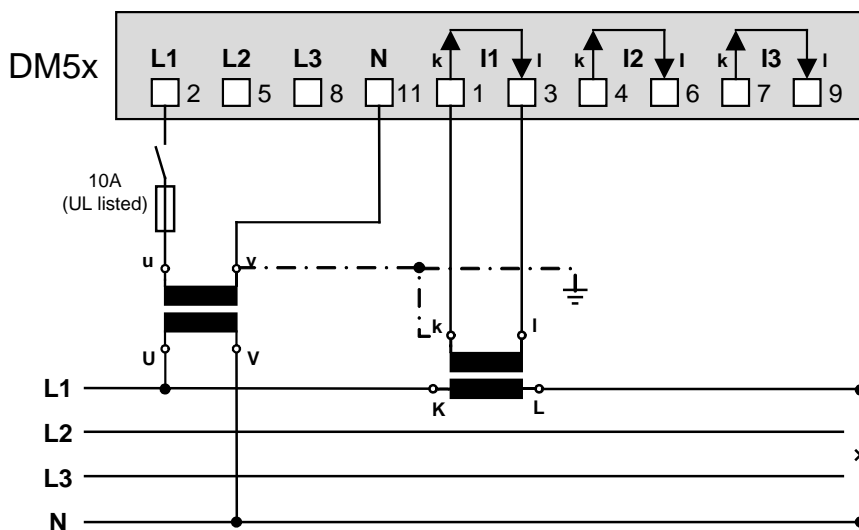 DM5x
L1 L2 L3 N k I1 l k I2 l k I3 l
2 5 8 11 1 3 4 6 7 9
10A
(UL listed)
u v
k l
U V
L1 K L
L2
L3
N